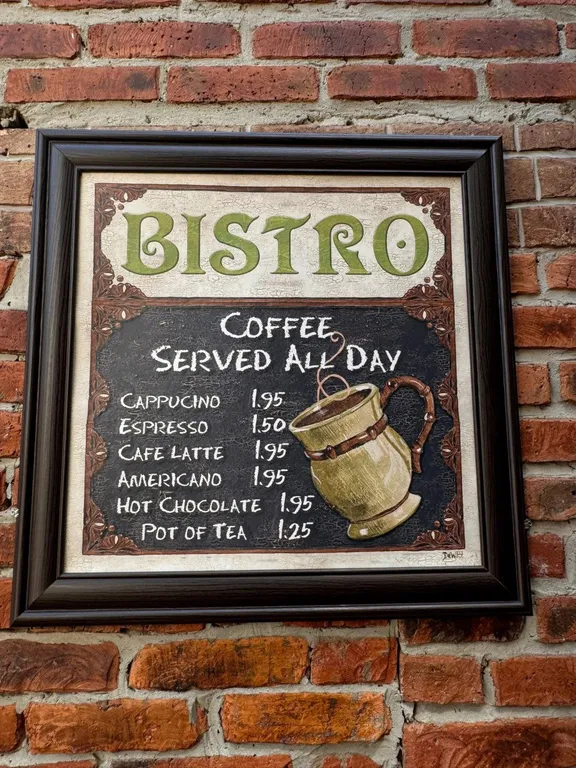 BISTRO
COFFEE
SERVED ALL DAY
CAPPUCINO 1.95
ESPRESSO 1.50
CAFE LATTE 1.95
AMERICANO 1.95
HOT CHOCOLATE 1.95
POT OF TEA 1.25